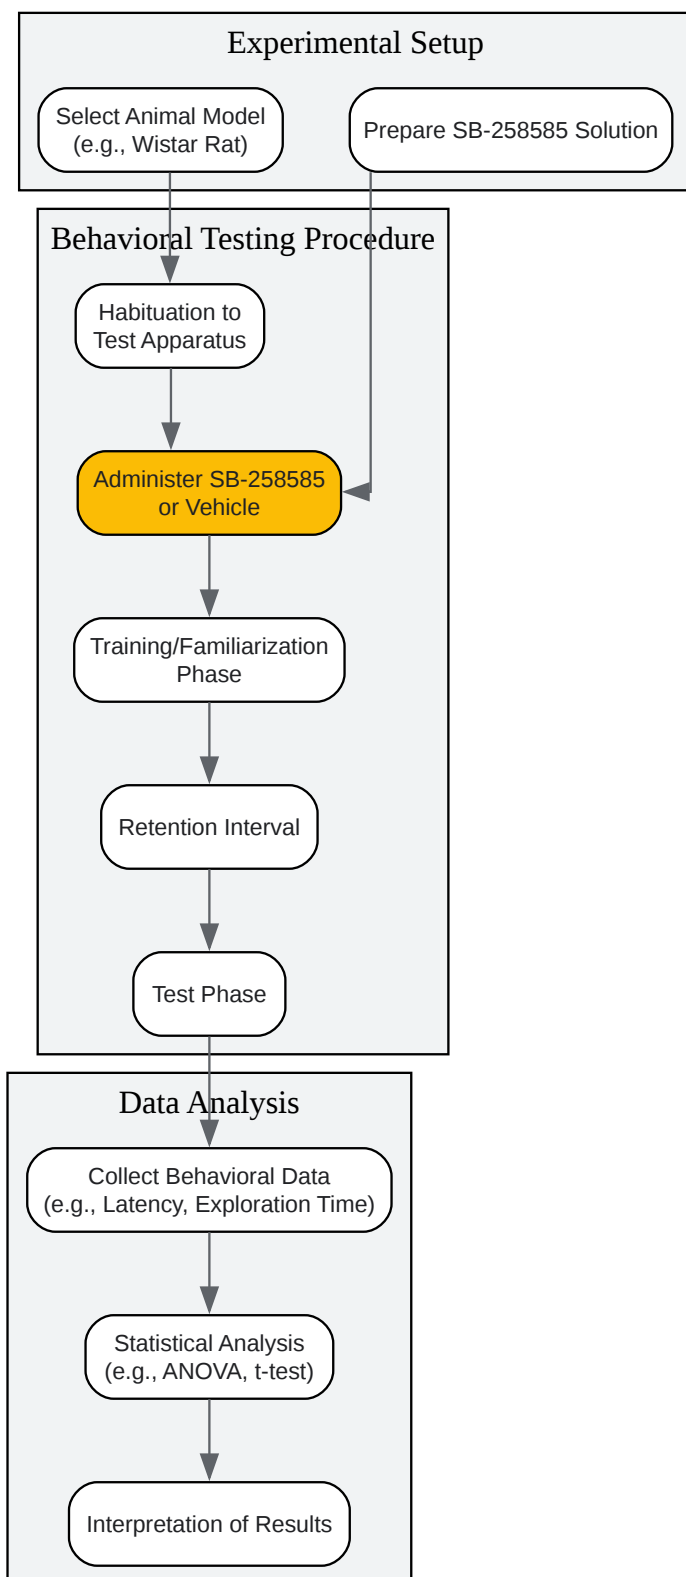 Experimental Setup
Select Animal Model
(e.g., Wistar Rat)
Prepare SB-258585 Solution
Behavioral Testing Procedure
Habituation to
Test Apparatus
Administer SB-258585
or Vehicle
Training/Familiarization
Phase
Retention Interval
Test Phase
Data Analysis
Collect Behavioral Data
(e.g., Latency, Exploration Time)
Statistical Analysis
(e.g., ANOVA, t-test)
Interpretation of Results